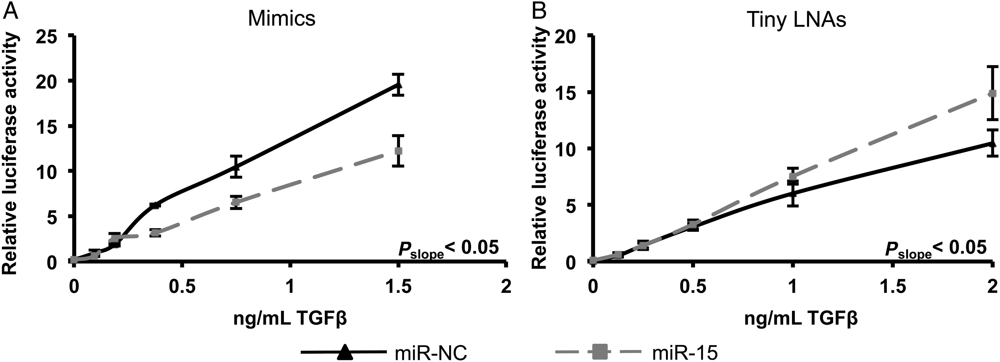 A
Mimics
Relative luciferase activity
25
20
15
10
5
0
0 0.5 1 1.5 2
Pslope < 0.05
ng/mL TGFβ
B
Tiny LNAs
Relative luciferase activity
20
15
10
5
0
0 0.5 1 1.5 2
Pslope < 0.05
ng/mL TGFβ
miR-NC
miR-15